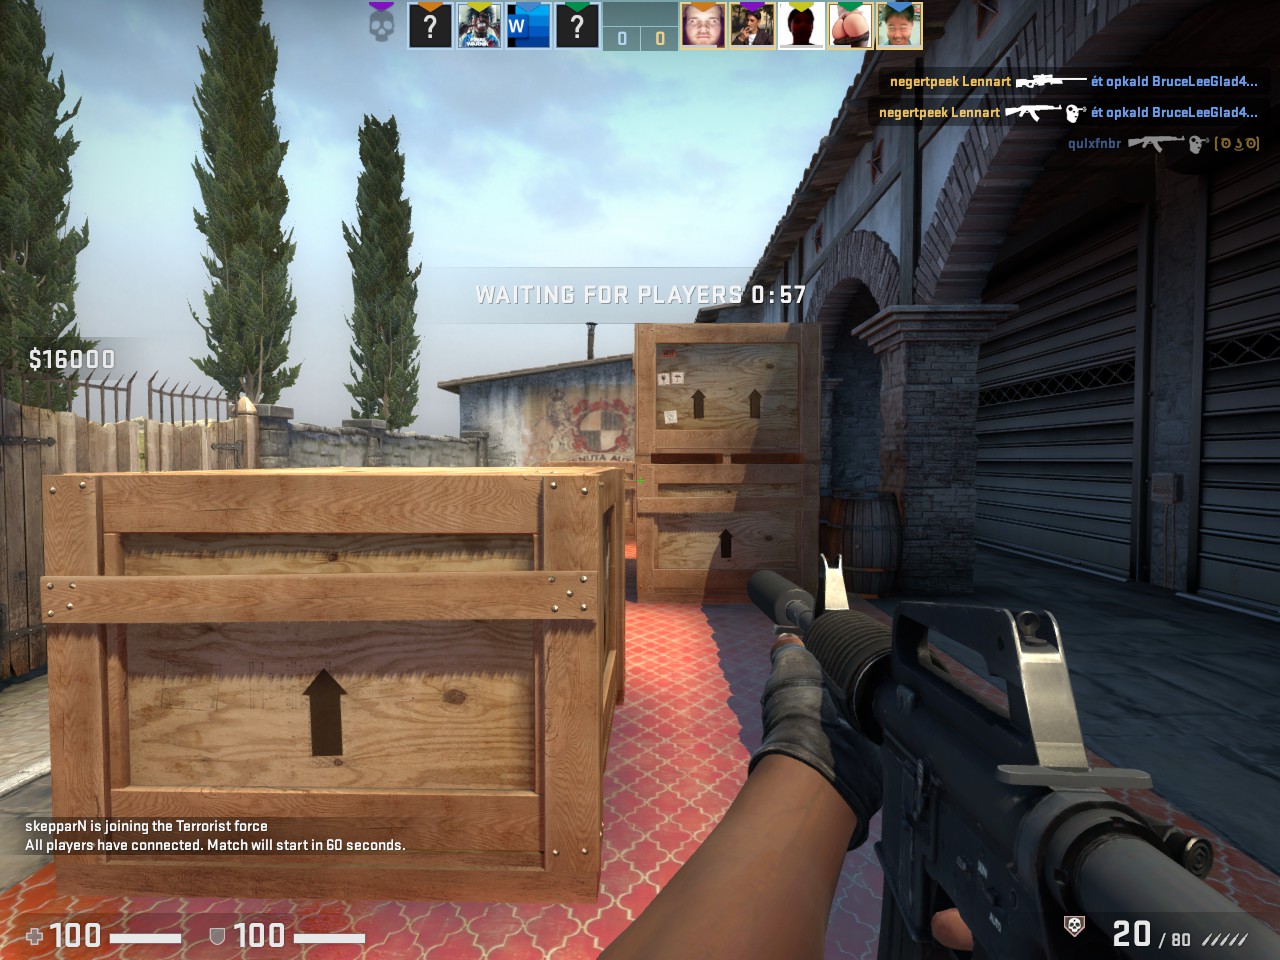 ?
W
?
0 0
negertpeek Lennart ét opkald BruceLeeGlad4...
negertpeek Lennart ét opkald BruceLeeGlad4...
qulxfnbr
WAITING FOR PLAYERS 0:57
$16000
skepparN is joining the Terrorist force
All players have connected. Match will start in 60 seconds.
100 100
20 / 80
AUTO